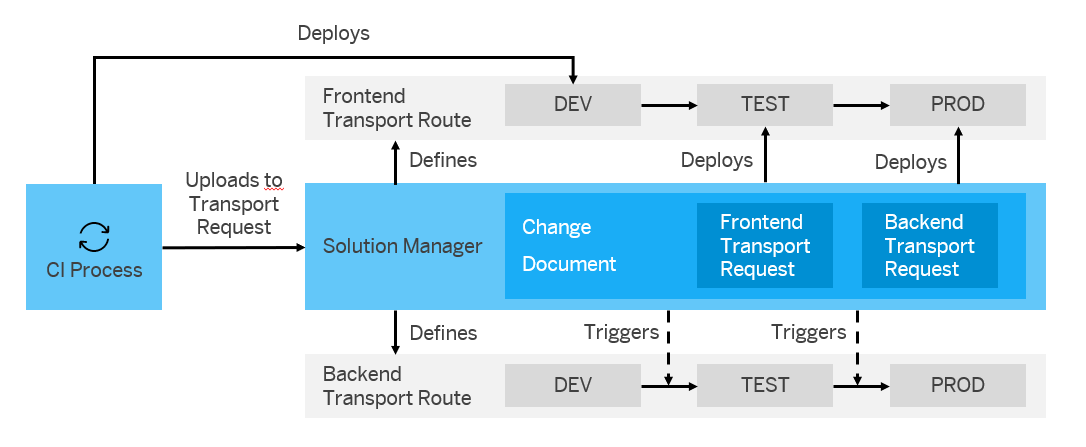 Deploys
Frontend
Transport Route
DEV
TEST
PROD
Defines
Deploys
Deploys
Uploads to
Transport
Request
CI Process
Solution Manager
Change
Document
Frontend
Transport
Request
Backend
Transport
Request
Defines
Triggers
Triggers
Backend
Transport Route
DEV
TEST
PROD